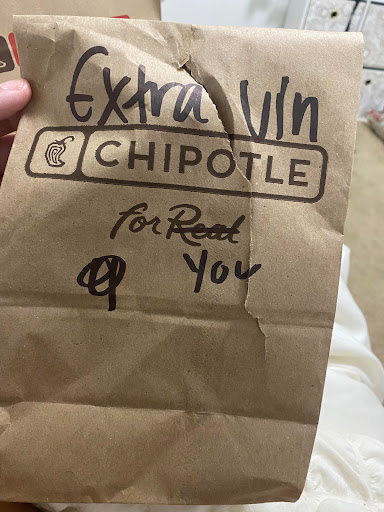 Extra Vin
CHIPOTLE
for Real
You